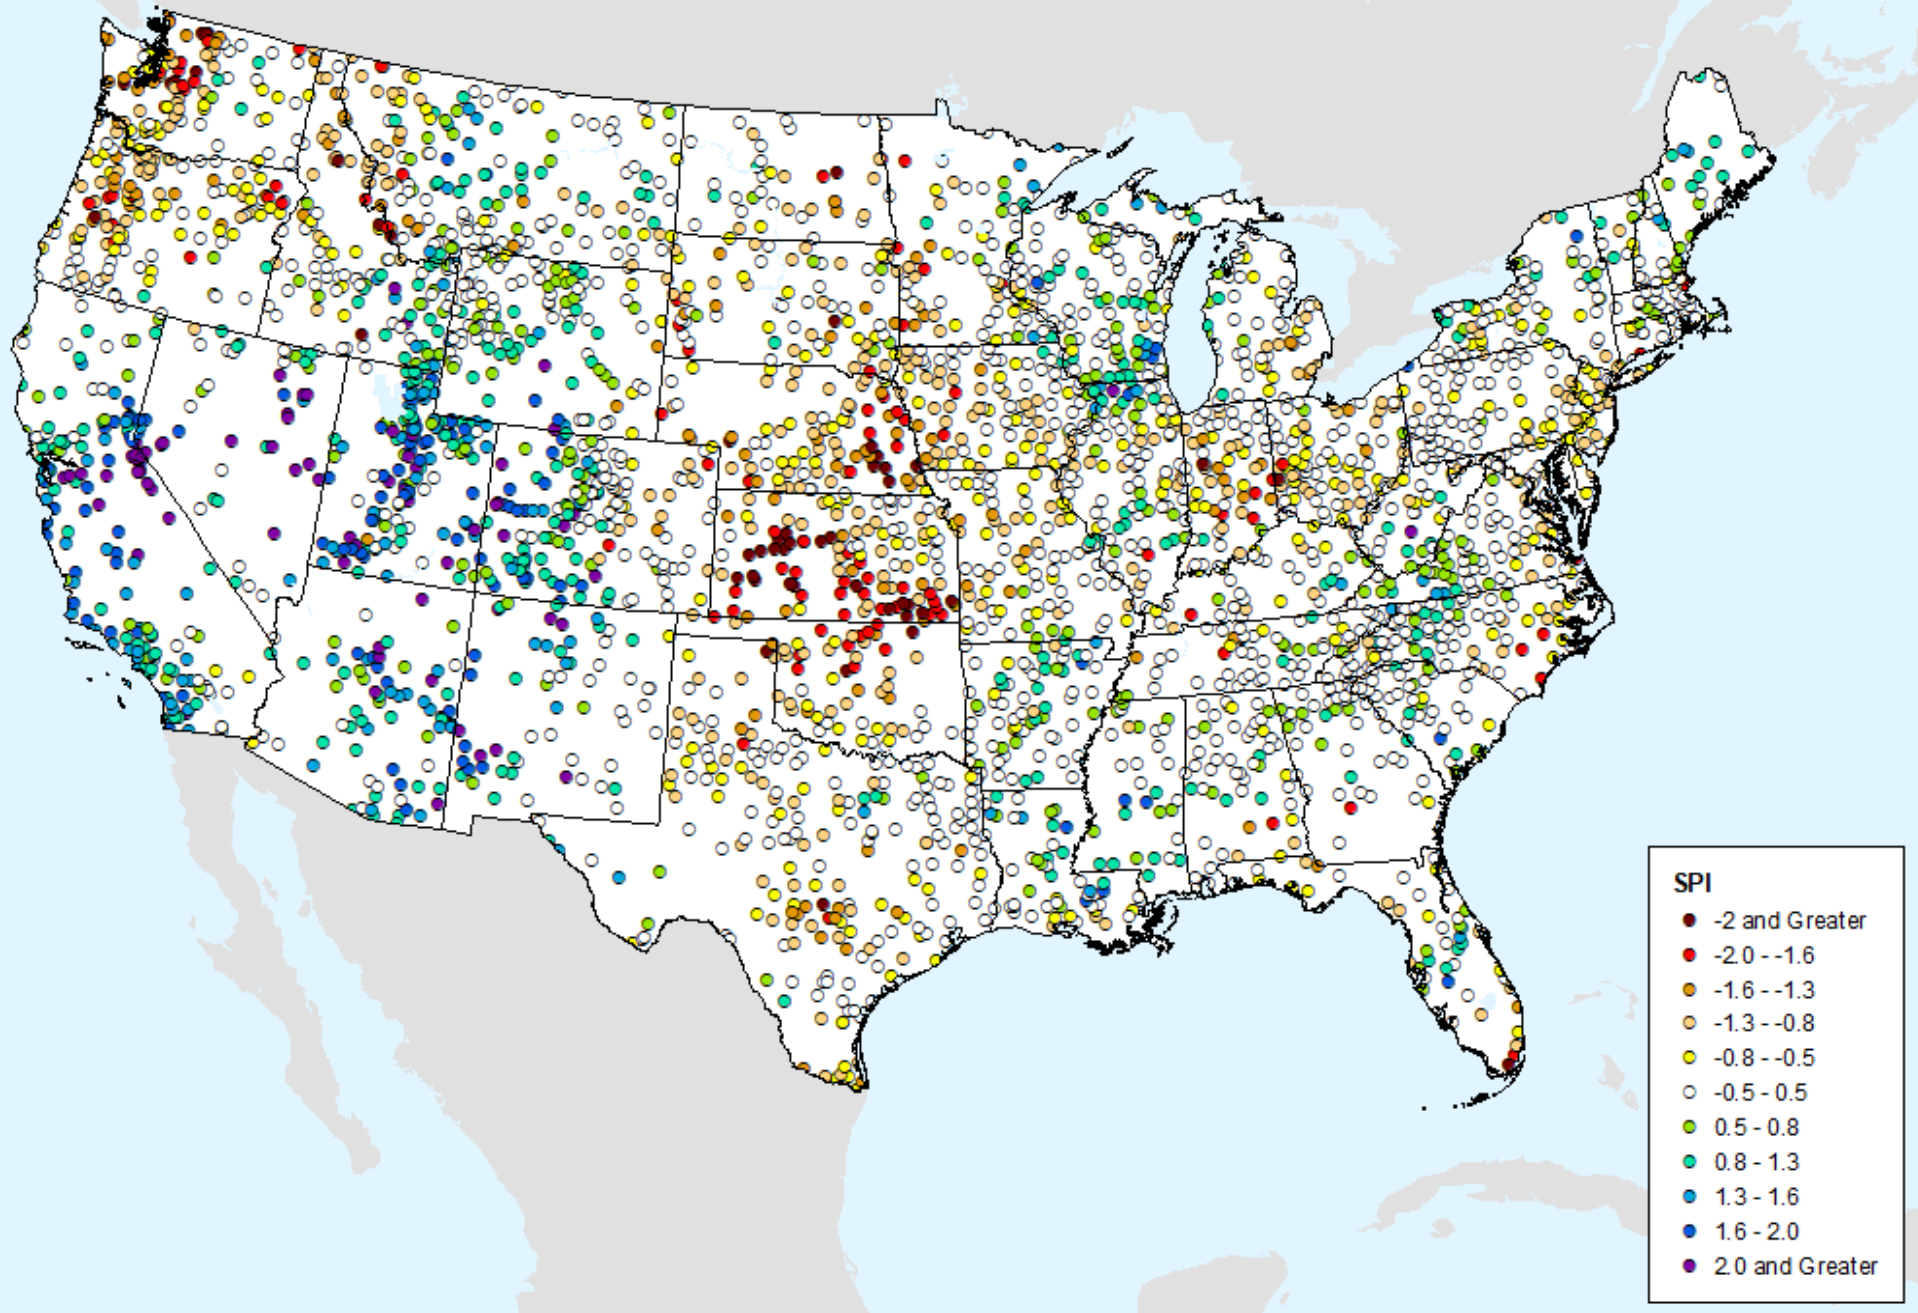 SPI
-2 and Greater
-2.0 - -1.6
-1.6 - -1.3
-1.3 - -0.8
-0.8 - -0.5
-0.5 - 0.5
0.5 - 0.8
0.8 - 1.3
1.3 - 1.6
1.6 - 2.0
2.0 and Greater